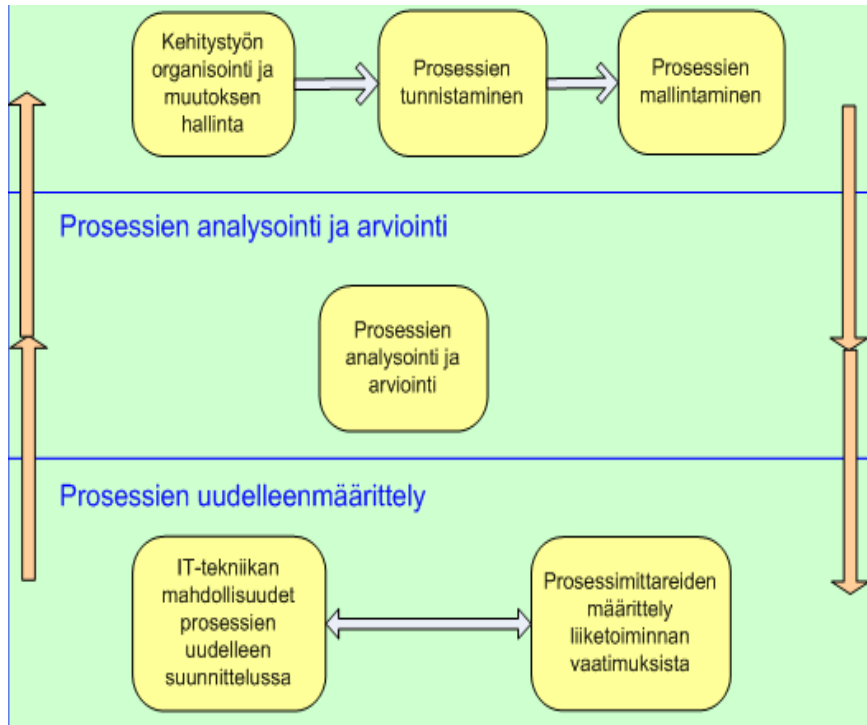 Kehitystyön
organisointi ja
muutoksen
hallinta
Prosessien
tunnistaminen
Prosessien
mallintaminen
Prosessien analysointi ja arviointi
Prosessien
analysointi ja
arviointi
Prosessien uudelleenmäärittely
IT-tekniikan
mahdollisuudet
prosessien
uudelleen
suunnittelussa
Prosessimittareiden
määrittely
liiketoiminnan
vaatimuksista